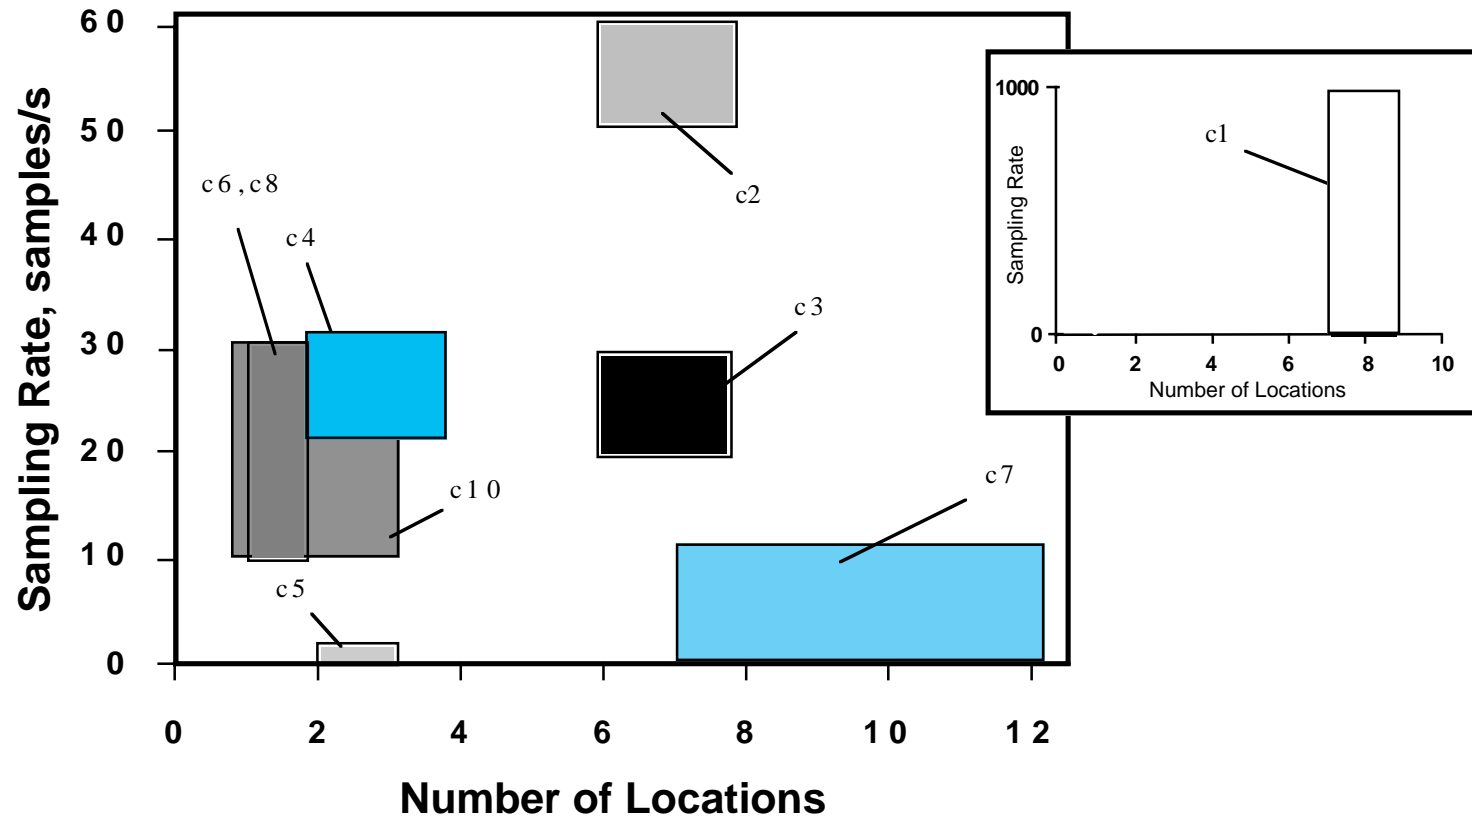 60
50
40
30
20
10
0
Sampling Rate, samples/s
c6,c8
c4
c2
c3
c10
c7
c5
0 2 4 6 8 10 12
Number of Locations
1000
0
Sampling Rate
c1
0 2 4 6 8 10
Number of Locations